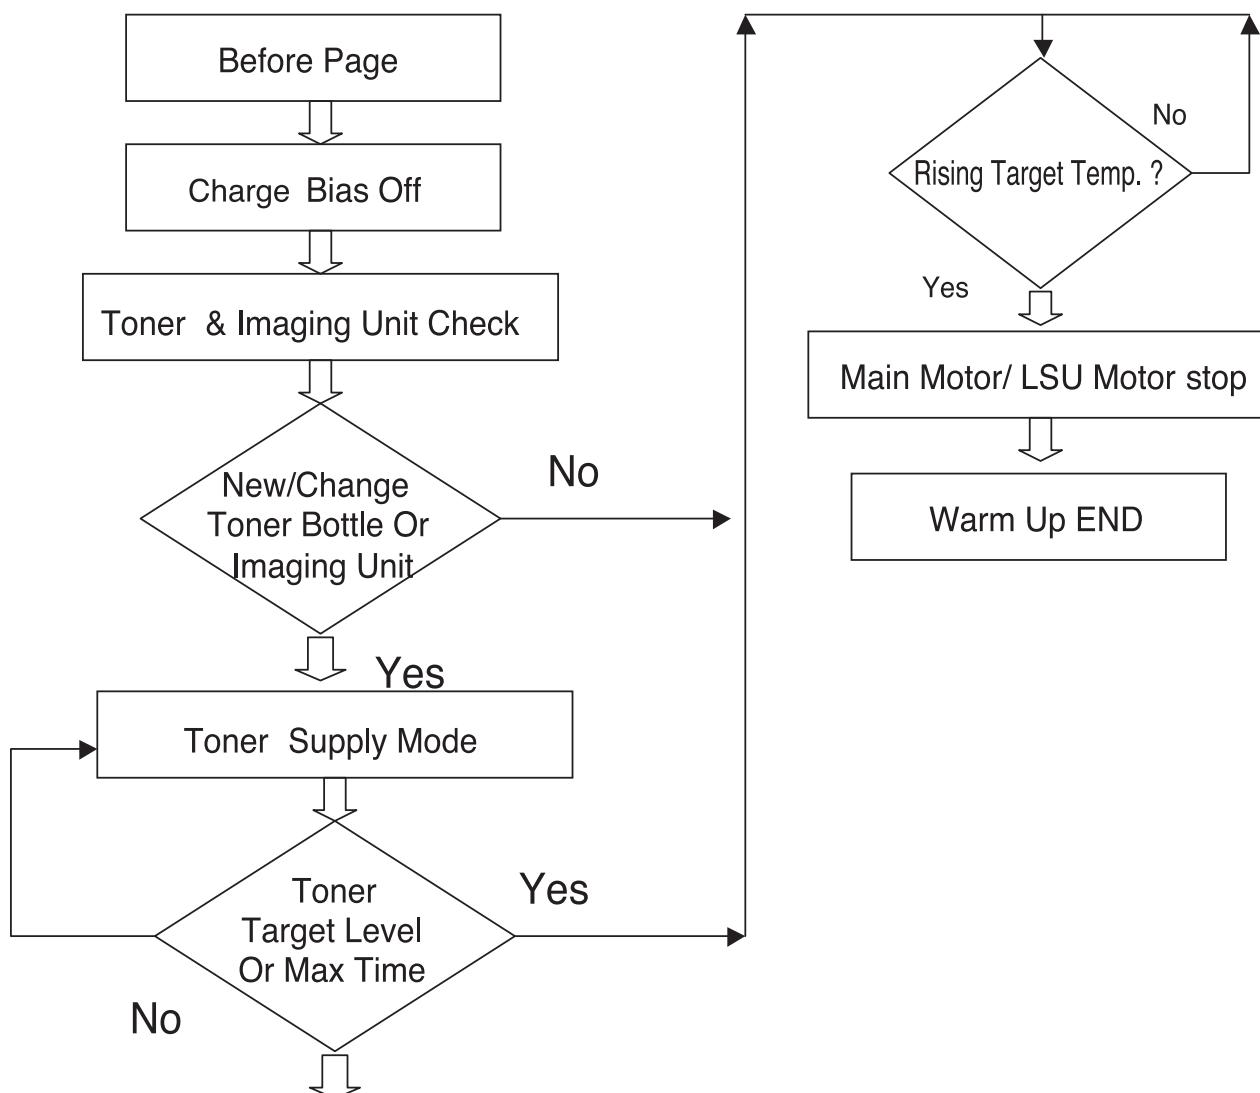 Before Page
Charge Bias Off
Toner & Imaging Unit Check
New/Change
Toner Bottle Or
Imaging Unit
No
Yes
Toner Supply Mode
Toner
Target Level
Or Max Time
Yes
No
Rising Target Temp. ?
No
Yes
Main Motor/ LSU Motor stop
Warm Up END